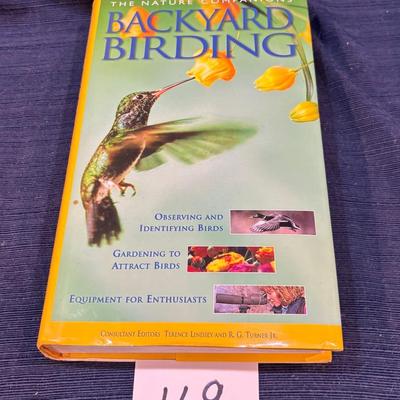 THE NATURE COMPANIONS
BACKYARD
BIRDING
OBSERVING AND
IDENTIFYING BIRDS
GARDENING TO
ATTRACT BIRDS
EQUIPMENT FOR ENTHUSIASTS
CONSULTANT EDITORS TERENCE LINDSEY AND R. G. TURNER JR.